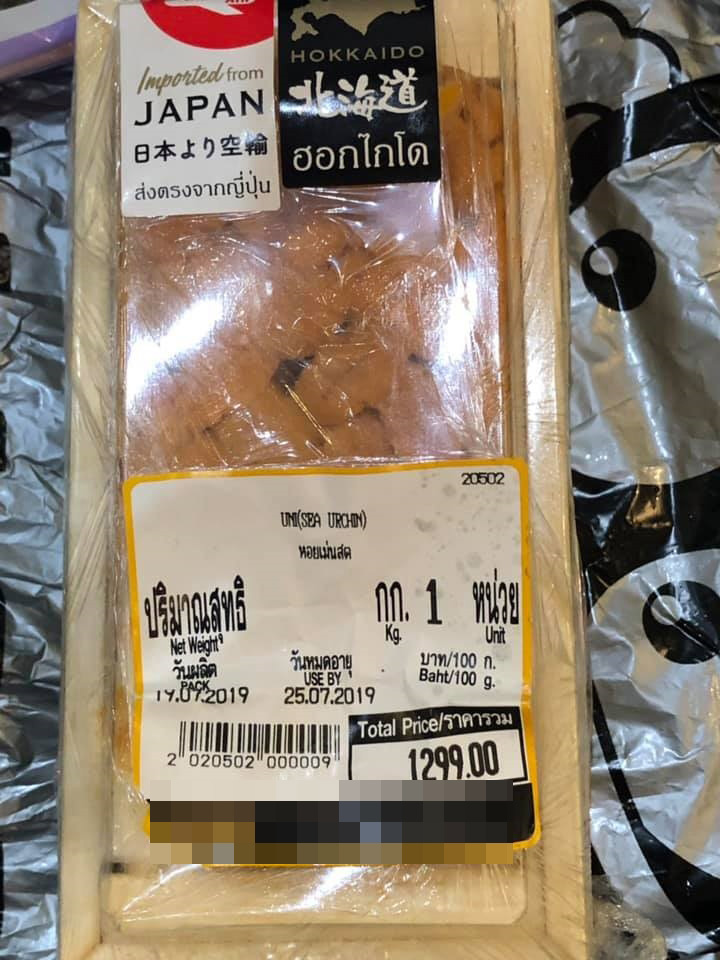 Imported from
JAPAN
日本より空輸
ส่งตรงจากญี่ปุ่น
HOKKAIDO
北海道
ฮอกไกโด
20502
UNI(SEA URCHIN)
หอยเม่นสด
ปริมาณสุทธิ กก. 1 หน่วย
Net Weight Kg. Unit
วันผลิต วันหมดอายุ บาท/100 ก.
PACK USE BY Baht/100 g.
19.07.2019 25.07.2019
Total Price/ราคารวม
1299.00
2 020502 000009